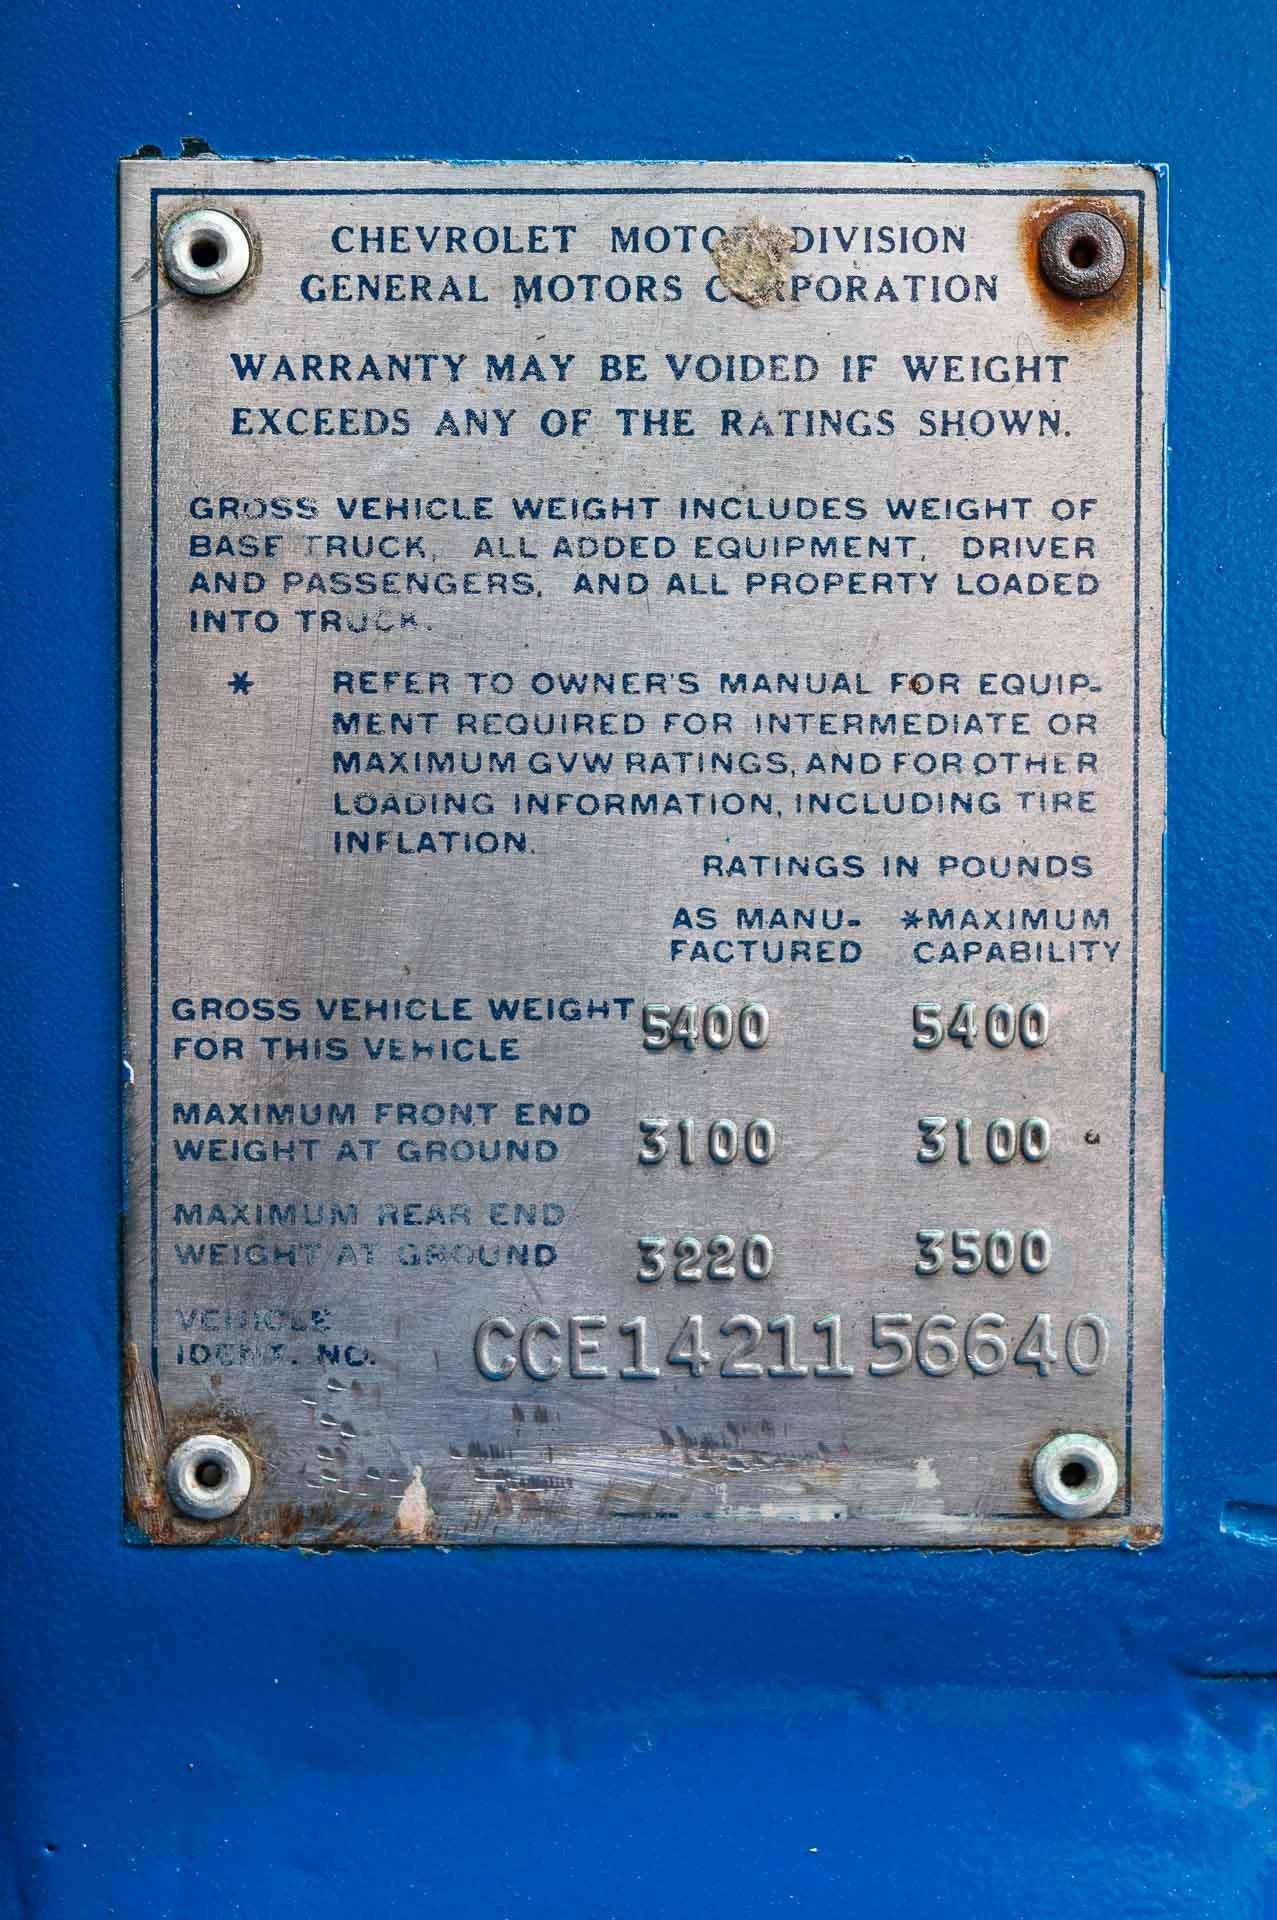 CHEVROLET MOTOR DIVISION
GENERAL MOTORS CORPORATION
WARRANTY MAY BE VOIDED IF WEIGHT
EXCEEDS ANY OF THE RATINGS SHOWN.
GROSS VEHICLE WEIGHT INCLUDES WEIGHT OF
BASE TRUCK, ALL ADDED EQUIPMENT, DRIVER
AND PASSENGERS, AND ALL PROPERTY LOADED
INTO TRUCK.
* REFER TO OWNER'S MANUAL FOR EQUIP-
MENT REQUIRED FOR INTERMEDIATE OR
MAXIMUM GVW RATINGS, AND FOR OTHER
LOADING INFORMATION, INCLUDING TIRE
INFLATION.
RATINGS IN POUNDS
AS MANU- *MAXIMUM
FACTURED CAPABILITY
GROSS VEHICLE WEIGHT
FOR THIS VEHICLE 5400 5400
MAXIMUM FRONT END
WEIGHT AT GROUND 3100 3100
MAXIMUM REAR END
WEIGHT AT GROUND 3220 3500
VEHICLE
IDENT. NO. CCE1421156640